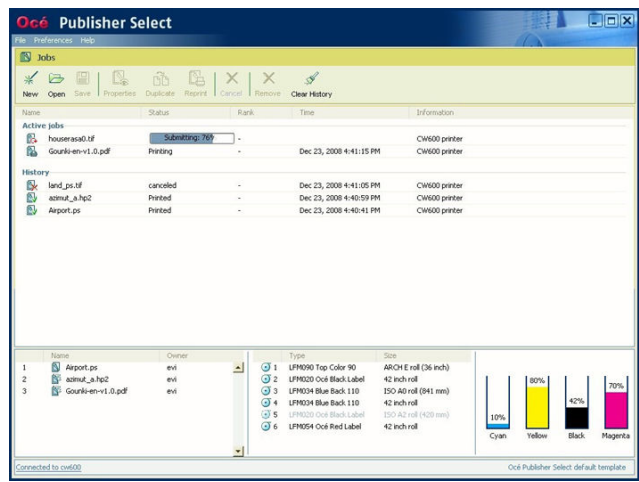 Océ Publisher Select
File Preferences Help
Jobs
New Open Save Properties Duplicate Reprint Cancel Remove Clear History
Name Status Rank Time Information
Active jobs
houserasa0.tif Submitting: 76% - CW600 printer
Gounki-en-v1.0.pdf Printing - Dec 23, 2008 4:41:15 PM CW600 printer
History
land_ps.tif canceled - Dec 23, 2008 4:41:05 PM CW600 printer
azimut_a.hp2 Printed - Dec 23, 2008 4:40:59 PM CW600 printer
Airport.ps Printed - Dec 23, 2008 4:40:41 PM CW600 printer
Name Owner
1 Airport.ps evi
2 azimut_a.hp2 evi
3 Gounki-en-v1.0.pdf evi
Type Size
1 LFM090 Top Color 90 ARCH E roll (36 inch)
2 LFM020 Océ Black Label 42 inch roll
3 LFM034 Blue Back 110 ISO A0 roll (841 mm)
4 LFM034 Blue Back 110 42 inch roll
5 LFM020 Océ Black Label ISO A2 roll (420 mm)
6 LFM054 Océ Red Label 42 inch roll
10% 80% 42% 70%
Cyan Yellow Black Magenta
Connected to cw600
Océ Publisher Select default template